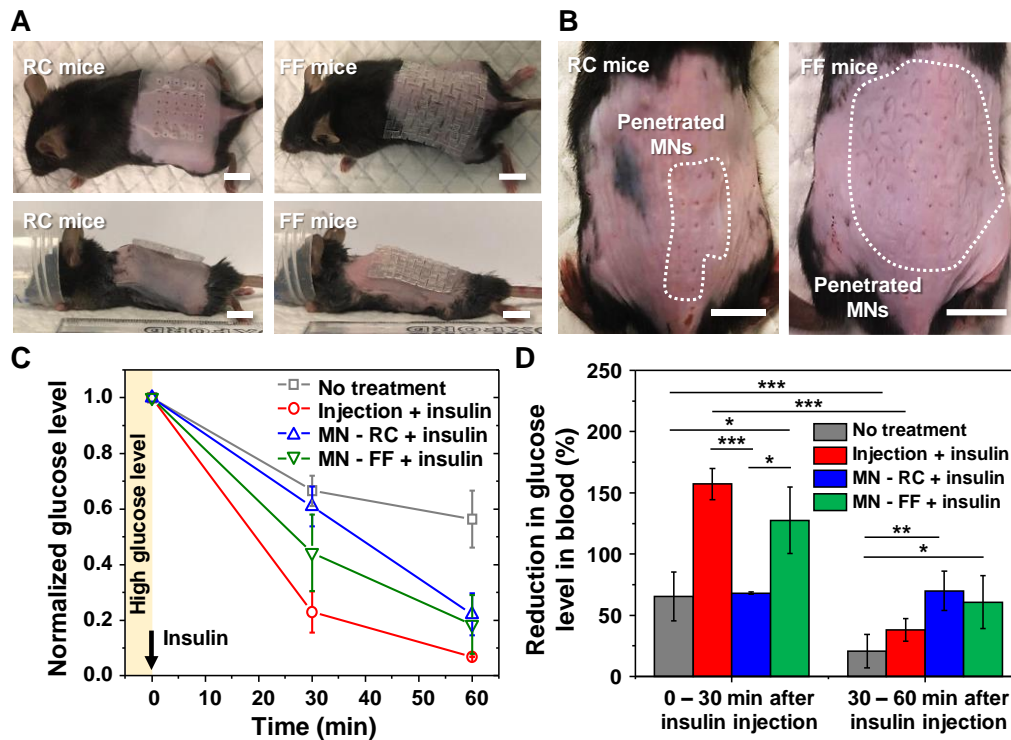 A
RC mice
FF mice
RC mice
FF mice
B
RC mice
Penetrated
MNs
FF mice
Penetrated
MNs
C
Normalized glucose level
1.0
0.8
0.6
0.4
0.2
0.0
High glucose level
Insulin
No treatment
Injection + insulin
MN - RC + insulin
MN - FF + insulin
0
10
20
30
40
50
60
Time (min)
D
Reduction in glucose
level in blood (%)
250
200
150
100
50
0
***
***
*
***
*
**
*
No treatment
Injection + insulin
MN - RC + insulin
MN - FF + insulin
0 – 30 min after
insulin injection
30 – 60 min after
insulin injection